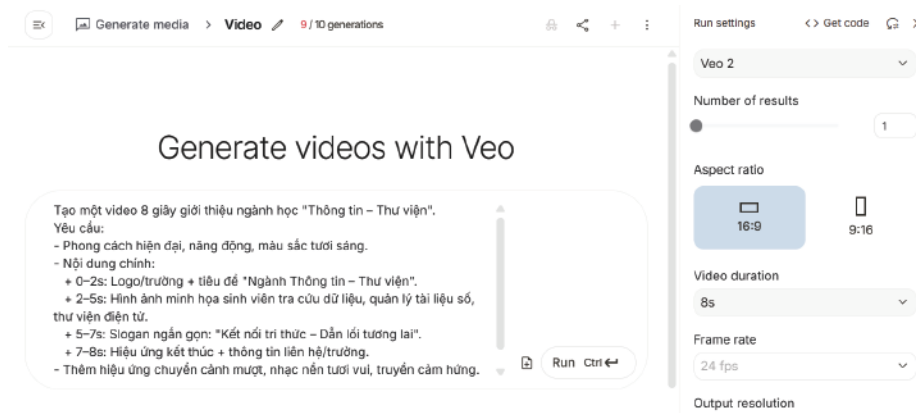 Generate media > Video 9/10 generations
Run settings
<> Get code
Veo 2
Number of results
1
Generate videos with Veo
Aspect ratio
16:9
9:16
Tạo một video 8 giây giới thiệu ngành học "Thông tin – Thư viện".
Yêu cầu:
- Phong cách hiện đại, năng động, màu sắc tươi sáng.
- Nội dung chính:
+ 0–2s: Logo/trường + tiêu đề "Ngành Thông tin – Thư viện".
+ 2–5s: Hình ảnh minh họa sinh viên tra cứu dữ liệu, quản lý tài liệu số,
thư viện điện tử.
+ 5–7s: Slogan ngắn gọn: "Kết nối tri thức – Dẫn lối tương lai".
+ 7–8s: Hiệu ứng kết thúc + thông tin liên hệ/trường.
- Thêm hiệu ứng chuyển cảnh mượt, nhạc nền tươi vui, truyền cảm hứng.
Run Ctrl
Video duration
8s
Frame rate
24 fps
Output resolution